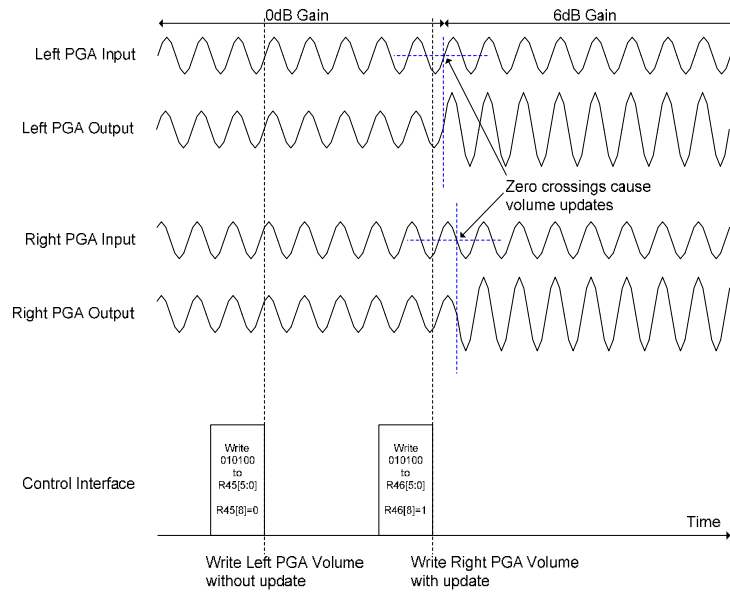 0dB Gain
6dB Gain
Left PGA Input
Left PGA Output
Zero crossings cause
volume updates
Right PGA Input
Right PGA Output
Write
010100
to
R45[5:0]
R45[8]=0
Write
010100
to
R46[5:0]
R46[8]=1
Control Interface
Time
Write Left PGA Volume
without update
Write Right PGA Volume
with update